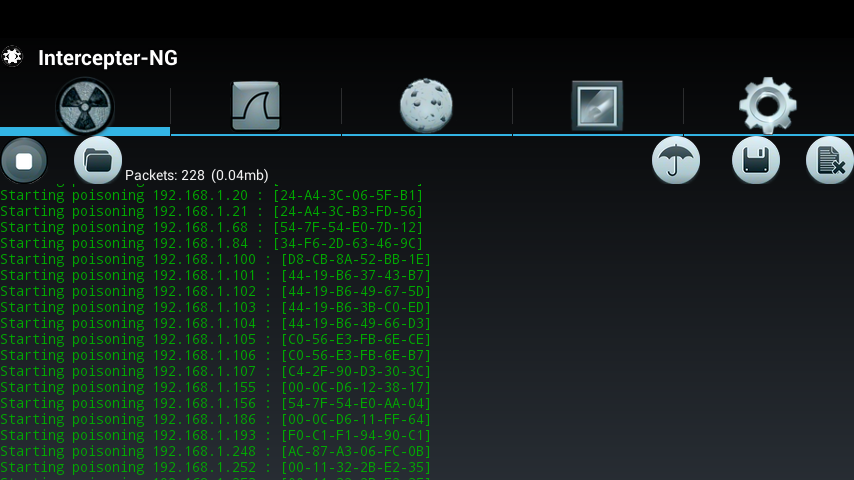 Intercepter-NG
Packets: 228 (0.04mb)
Starting poisoning 192.168.1.20 : [24-A4-3C-06-5F-B1]
Starting poisoning 192.168.1.21 : [24-A4-3C-B3-FD-56]
Starting poisoning 192.168.1.68 : [54-7F-54-E0-7D-12]
Starting poisoning 192.168.1.84 : [34-F6-2D-63-46-9C]
Starting poisoning 192.168.1.100 : [D8-CB-8A-52-BB-1E]
Starting poisoning 192.168.1.101 : [44-19-B6-37-43-B7]
Starting poisoning 192.168.1.102 : [44-19-B6-49-67-5D]
Starting poisoning 192.168.1.103 : [44-19-B6-3B-C0-ED]
Starting poisoning 192.168.1.104 : [44-19-B6-49-66-D3]
Starting poisoning 192.168.1.105 : [C0-56-E3-FB-6E-CE]
Starting poisoning 192.168.1.106 : [C0-56-E3-FB-6E-B7]
Starting poisoning 192.168.1.107 : [C4-2F-90-D3-30-3C]
Starting poisoning 192.168.1.155 : [00-0C-D6-12-38-17]
Starting poisoning 192.168.1.156 : [54-7F-54-E0-AA-04]
Starting poisoning 192.168.1.186 : [00-0C-D6-11-FF-64]
Starting poisoning 192.168.1.193 : [F0-C1-F1-94-90-C1]
Starting poisoning 192.168.1.248 : [AC-87-A3-06-FC-0B]
Starting poisoning 192.168.1.252 : [00-11-32-2B-E2-35]